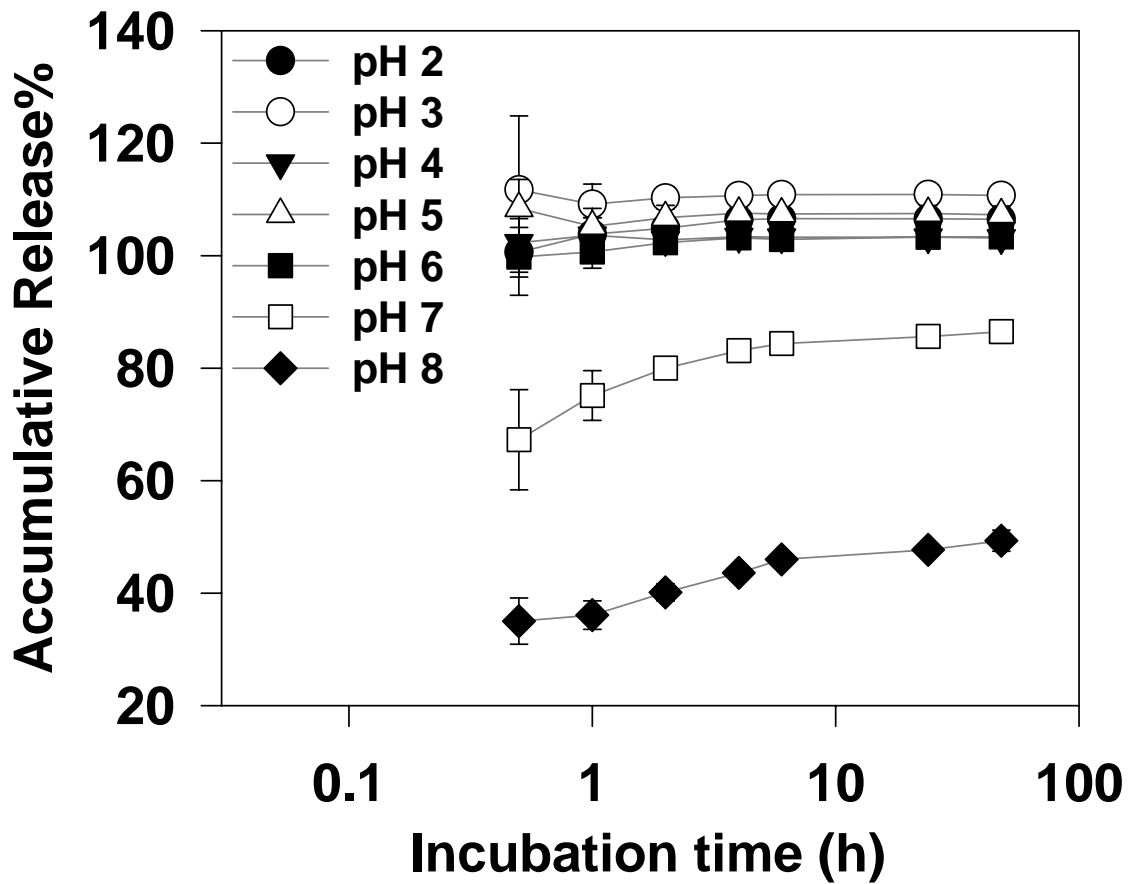 Accumulative Release%
140
120
100
80
60
40
20
pH 2
pH 3
pH 4
pH 5
pH 6
pH 7
pH 8
0.1
1
10
100
Incubation time (h)